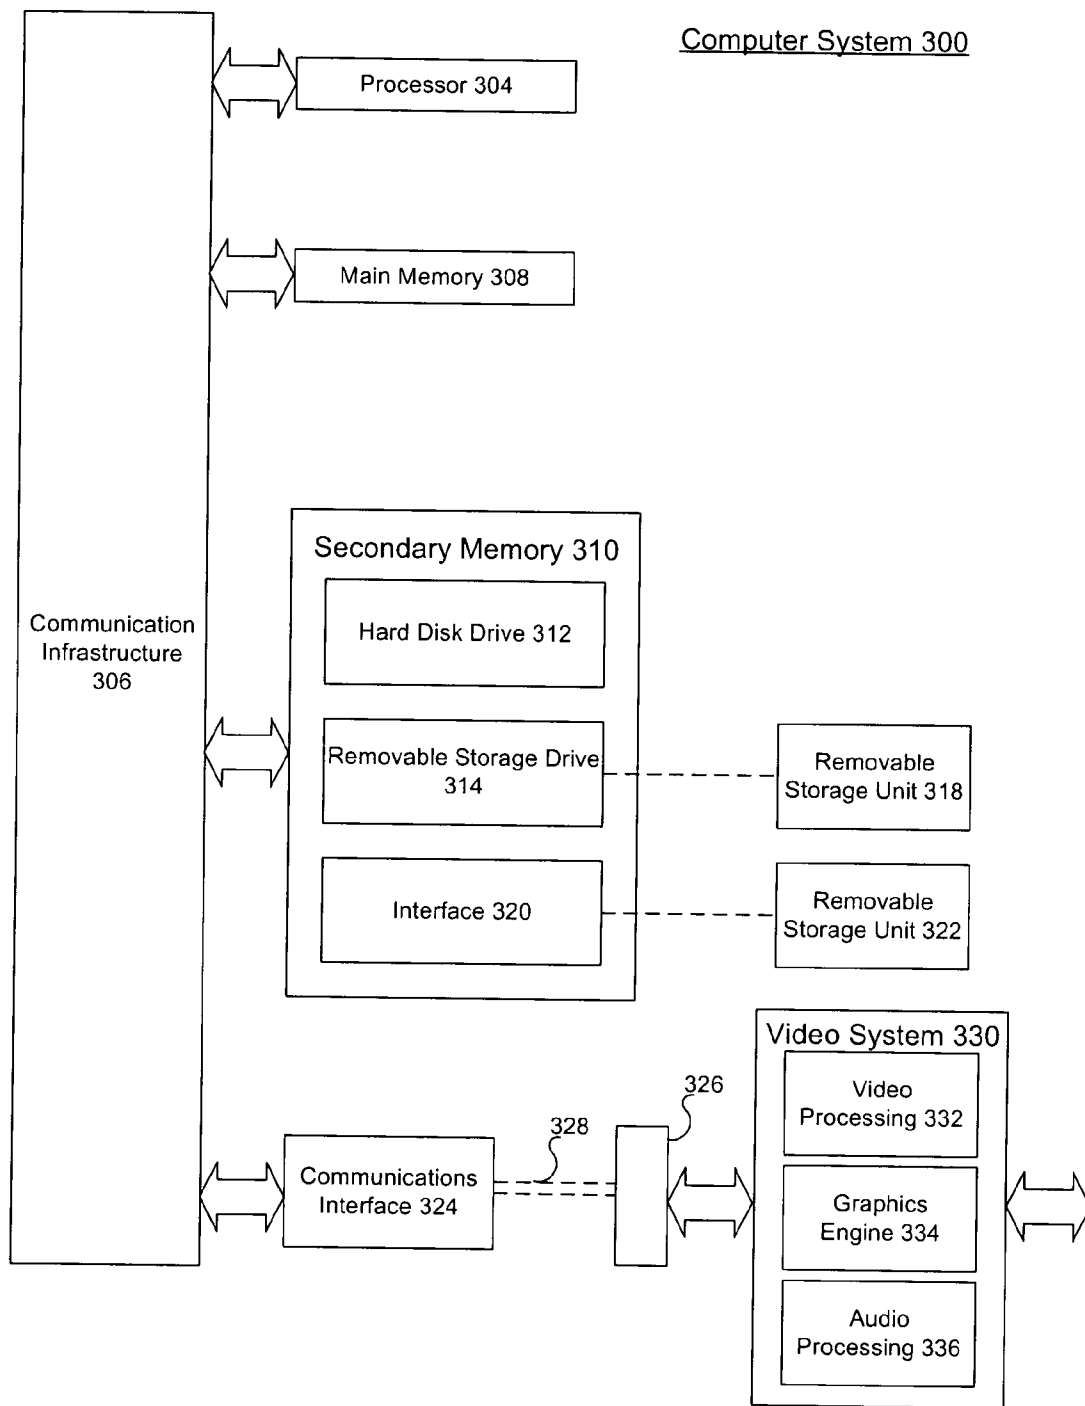 Computer System 300
Processor 304
Main Memory 308
Communication
Infrastructure
306
Secondary Memory 310
Hard Disk Drive 312
Removable Storage Drive
314
Interface 320
Removable
Storage Unit 318
Removable
Storage Unit 322
Communications
Interface 324
328
326
Video System 330
Video
Processing 332
Graphics
Engine 334
Audio
Processing 336